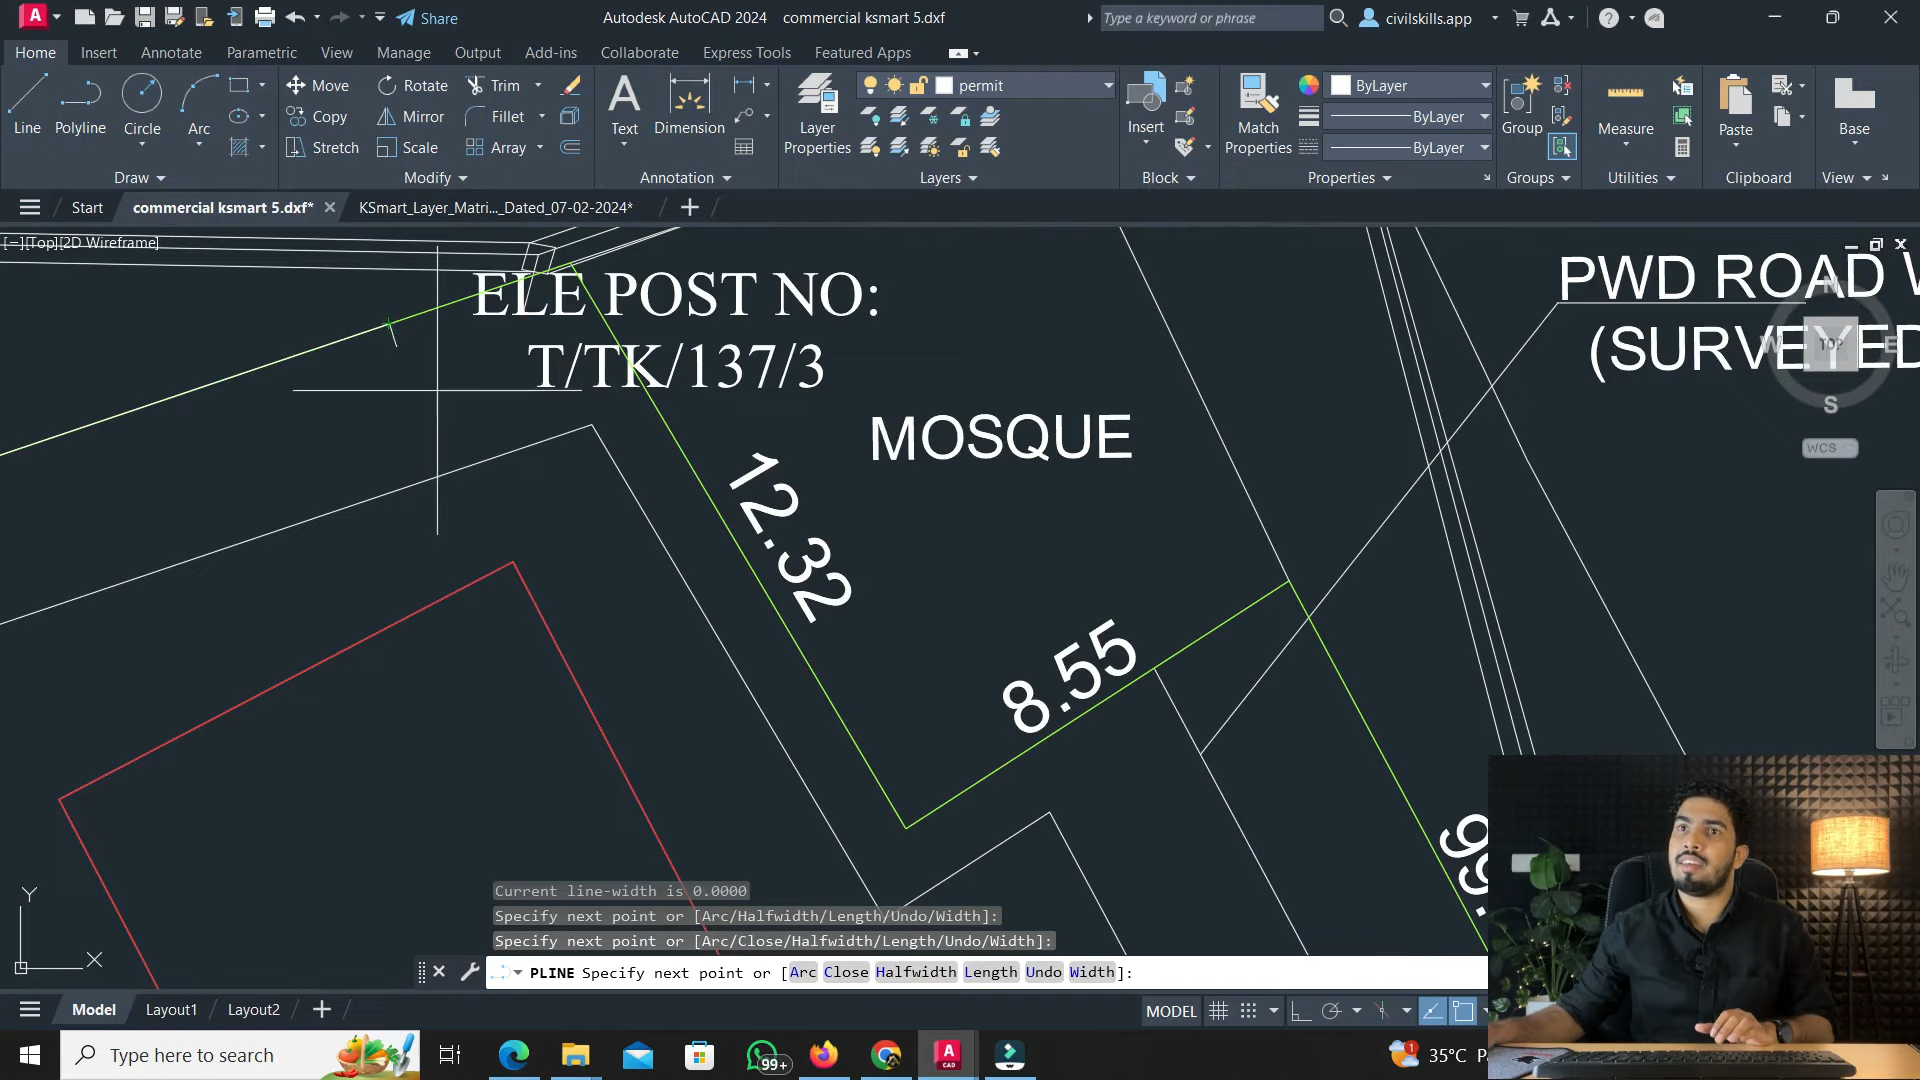 Share
Autodesk AutoCAD 2024 commercial ksmart 5.dxf
Type a keyword or phrase
civilskills.app
Home Insert Annotate Parametric View Manage Output Add-ins Collaborate Express Tools Featured Apps
Line Polyline Circle Arc
Move Rotate Trim
Copy Mirror Fillet
Stretch Scale Array
Text Dimension
Layer Properties
permit
Insert
Match Properties
ByLayer
ByLayer
ByLayer
Group
Measure
Paste
Base
Draw Modify Annotation Layers Block Properties Groups Utilities Clipboard View
Start commercial ksmart 5.dxf* KSmart_Layer_Matri..._Dated_07-02-2024*
[−][Top][2D Wireframe]
ELE POST NO:
T/TK/137/3
MOSQUE
PWD ROAD
(SURVEYED
N
W TOP E
S
WCS
12.32
8.55
99.
Y
X
Current line-width is 0.0000
Specify next point or [Arc/Halfwidth/Length/Undo/Width]:
Specify next point or [Arc/Close/Halfwidth/Length/Undo/Width]:
PLINE Specify next point or [Arc Close Halfwidth Length Undo Width]:
Model Layout1 Layout2
MODEL
Type here to search
99+
35°C